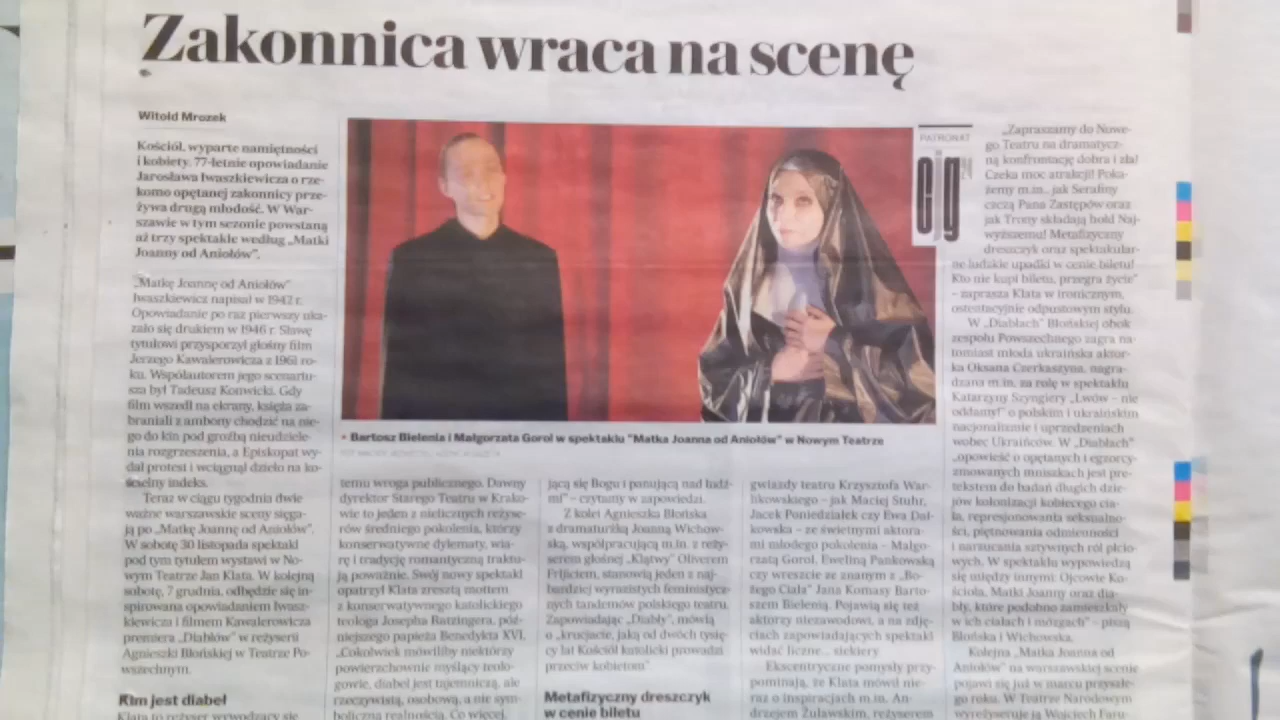 Zakonnica wraca na scenę
Witold Mrozek
Kościół, wyparte namiętności
i kobiety. 77-letnie opowiadanie
Jarosława Iwaszkiewicza o rze-
komo opętanej zakonnicy prze-
żywa drugą młodość. W War-
szawie w tym sezonie powstaną
aż trzy spektakle według „Matki
Joanny od Aniołów”.
„Matkę Joannę od Aniołów”
Iwaszkiewicz napisał w 1942 r.
Opowiadanie po raz pierwszy uka-
zało się drukiem w 1946 r. Sławę
tytułowi przysporzył głośny film
Jerzego Kawalerowicza z 1961 ro-
ku. Współautorem jego scenariu-
sza był Tadeusz Konwicki. Gdy
film wszedł na ekrany, księża za-
braniali z ambony chodzić na nie-
go do kin pod groźbą nieudziele-
nia rozgrzeszenia, a Episkopat wy-
dał protest i wciągnął dzieło na ko-
ścielny indeks.
Teraz w ciągu tygodnia dwie
ważne warszawskie sceny sięga-
ją po „Matkę Joannę od Aniołów”.
W sobotę 30 listopada spektakl
pod tym tytułem wystawi w No-
wym Teatrze Jan Klata. W kolejną
sobotę, 7 grudnia, odbędzie się in-
spirowana opowiadaniem Iwasz-
kiewicza i filmem Kawalerowicza
premiera „Diabłów” w reżyserii
Agnieszki Błońskiej w Teatrze Po-
wszechnym.
Kim jest diabeł
Klata to reżyser wywodzący się
• Bartosz Bielenia i Małgorzata Gorol w spektaklu "Matka Joanna od Aniołów" w Nowym Teatrze
temu wroga publicznego. Dawny
dyrektor Starego Teatru w Krako-
wie to jeden z nielicznych reżyse-
rów średniego pokolenia, którzy
konserwatywne dylematy, wia-
rę i tradycję romantyczną traktu-
ją poważnie. Swój nowy spektakl
opatrzył Klata zresztą mottem
z konserwatywnego katolickiego
teologa Josepha Ratzingera, póź-
niejszego papieża Benedykta XVI.
„Cokolwiek mówiliby niektórzy
powierzchownie myślący teolo-
gowie, diabeł jest tajemniczą, ale
rzeczywistą, osobową, a nie sym-
boliczną realnością. Co więcej,
jącą się Bogu i panującą nad ludź-
mi” – czytamy w zapowiedzi.
Z kolei Agnieszka Błońska
z dramaturżką Joanną Wichow-
ską, współpracującą m.in. z reży-
serem głośnej „Klątwy” Oliverem
Frljiciem, stanowią jeden z naj-
bardziej wyrazistych feministycz-
nych tandemów polskiego teatru.
Zapowiadając „Diabły”, mówią
o „krucjacie, jaką od dwóch tysię-
cy lat Kościół katolicki prowadzi
przeciw kobietom”.
Metafizyczny dreszczyk
w cenie biletu
gwiazdy teatru Krzysztofa War-
likowskiego – jak Maciej Stuhr,
Jacek Poniedziałek czy Ewa Dał-
kowska – ze świetnymi aktora-
mi młodego pokolenia – Małgo-
rzatą Gorol, Eweliną Pankowską
czy wreszcie ze znanym z „Bo-
żego Ciała” Jana Komasy Barto-
szem Bielenią. Pojawią się też
aktorzy niezawodowi, a na zdję-
ciach zapowiadających spektakl
widać liczne... siekiery.
Ekscentryczne pomysły przy-
pominają, że Klata mówił nie-
raz o inspiracjach m.in. An-
drzejem Żuławskim, reżyserem
PATRONAT
cjg
24
„Zapraszamy do Nowe-
go Teatru na dramatycz-
ną konfrontację dobra i zła!
Czeka moc atrakcji! Poka-
żemy m.in., jak Serafiny
czczą Pana Zastępów oraz
jak Trony składają hołd Naj-
wyższemu! Metafizyczny
dreszczyk oraz spektakular-
ne ludzkie upadki w cenie biletu!
Kto nie kupi biletu, przegra życie”
– zaprasza Klata w ironicznym,
ostentacyjnie odpustowym stylu.
W „Diabłach” Błońskiej obok
zespołu Powszechnego zagra na-
tomiast młoda ukraińska aktor-
ka Oksana Czerkaszyna, nagra-
dzana m.in. za rolę w spektaklu
Katarzyny Szyngiery „Lwów – nie
oddamy!” o polskim i ukraińskim
nacjonalizmie i uprzedzeniach
wobec Ukraińców. W „Diabłach”
„opowieść o opętanych i egzorcy-
zmowanych mniszkach jest pre-
tekstem do badań długich dzie-
jów kolonizacji kobiecego cia-
ła, represjonowania seksualno-
ści, piętnowania odmienności
i narzucania sztywnych ról płcio-
wych. W spektaklu wypowiedzą
się między innymi: Ojcowie Ko-
ścioła, Matki Joanny oraz dia-
bły, które podobno zamieszkały
w ich ciałach i mózgach” – piszą
Błońska i Wichowska.
Kolejna „Matka Joanna od
Aniołów” na warszawskiej scenie
pojawi się już w marcu przyszłe-
go roku. W Teatrze Narodowym
wyreżyseruje ją Wojciech Faru-